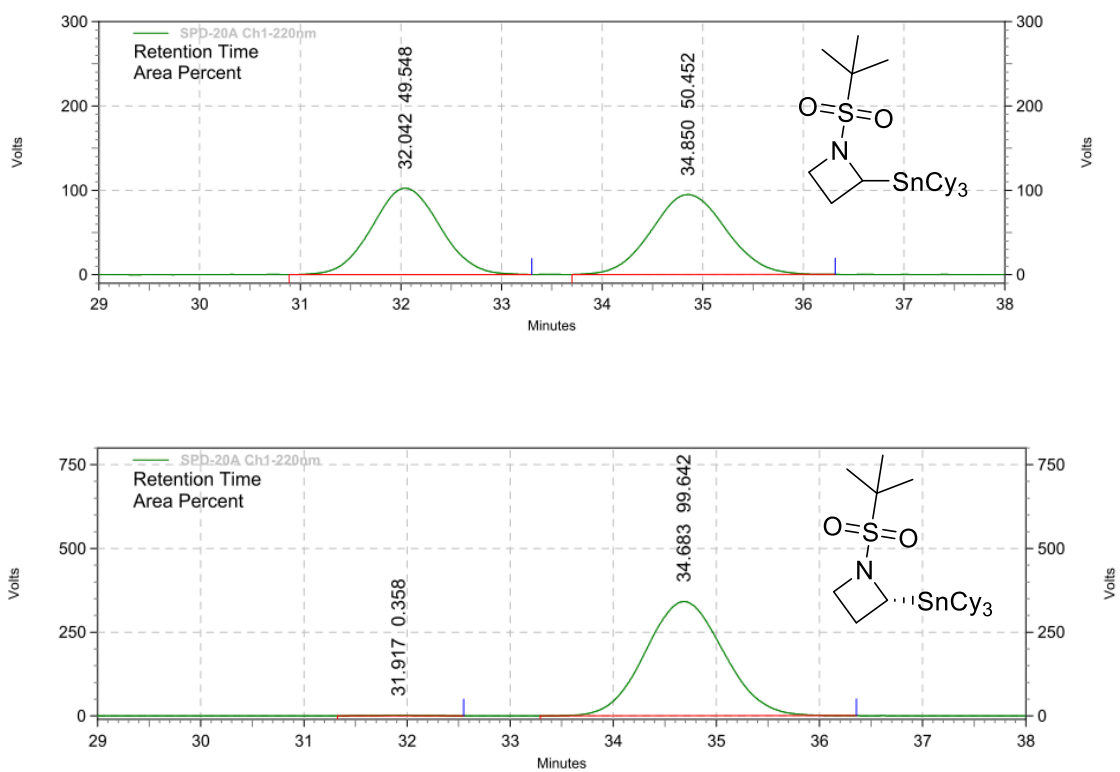 300
200
100
0
Volts
SPD-20A Ch1-220nm
Retention Time
Area Percent
32.042 49.548
34.850 50.452
O=S=O
N
SnCy3
300
200
100
0
Volts
29 30 31 32 33 34 35 36 37 38
Minutes
750
500
250
0
Volts
SPD-20A Ch1-220nm
Retention Time
Area Percent
31.917 0.358
34.683 99.642
O=S=O
N
SnCy3
750
500
250
0
Volts
29 30 31 32 33 34 35 36 37 38
Minutes